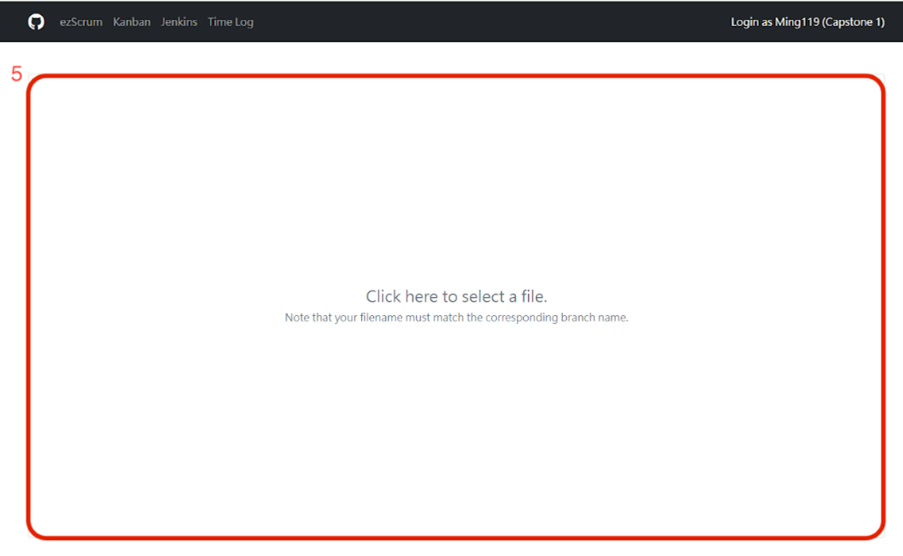 ezScrum Kanban Jenkins Time Log Login as Ming119 (Capstone 1)
5
Click here to select a file.
Note that your filename must match the corresponding branch name.